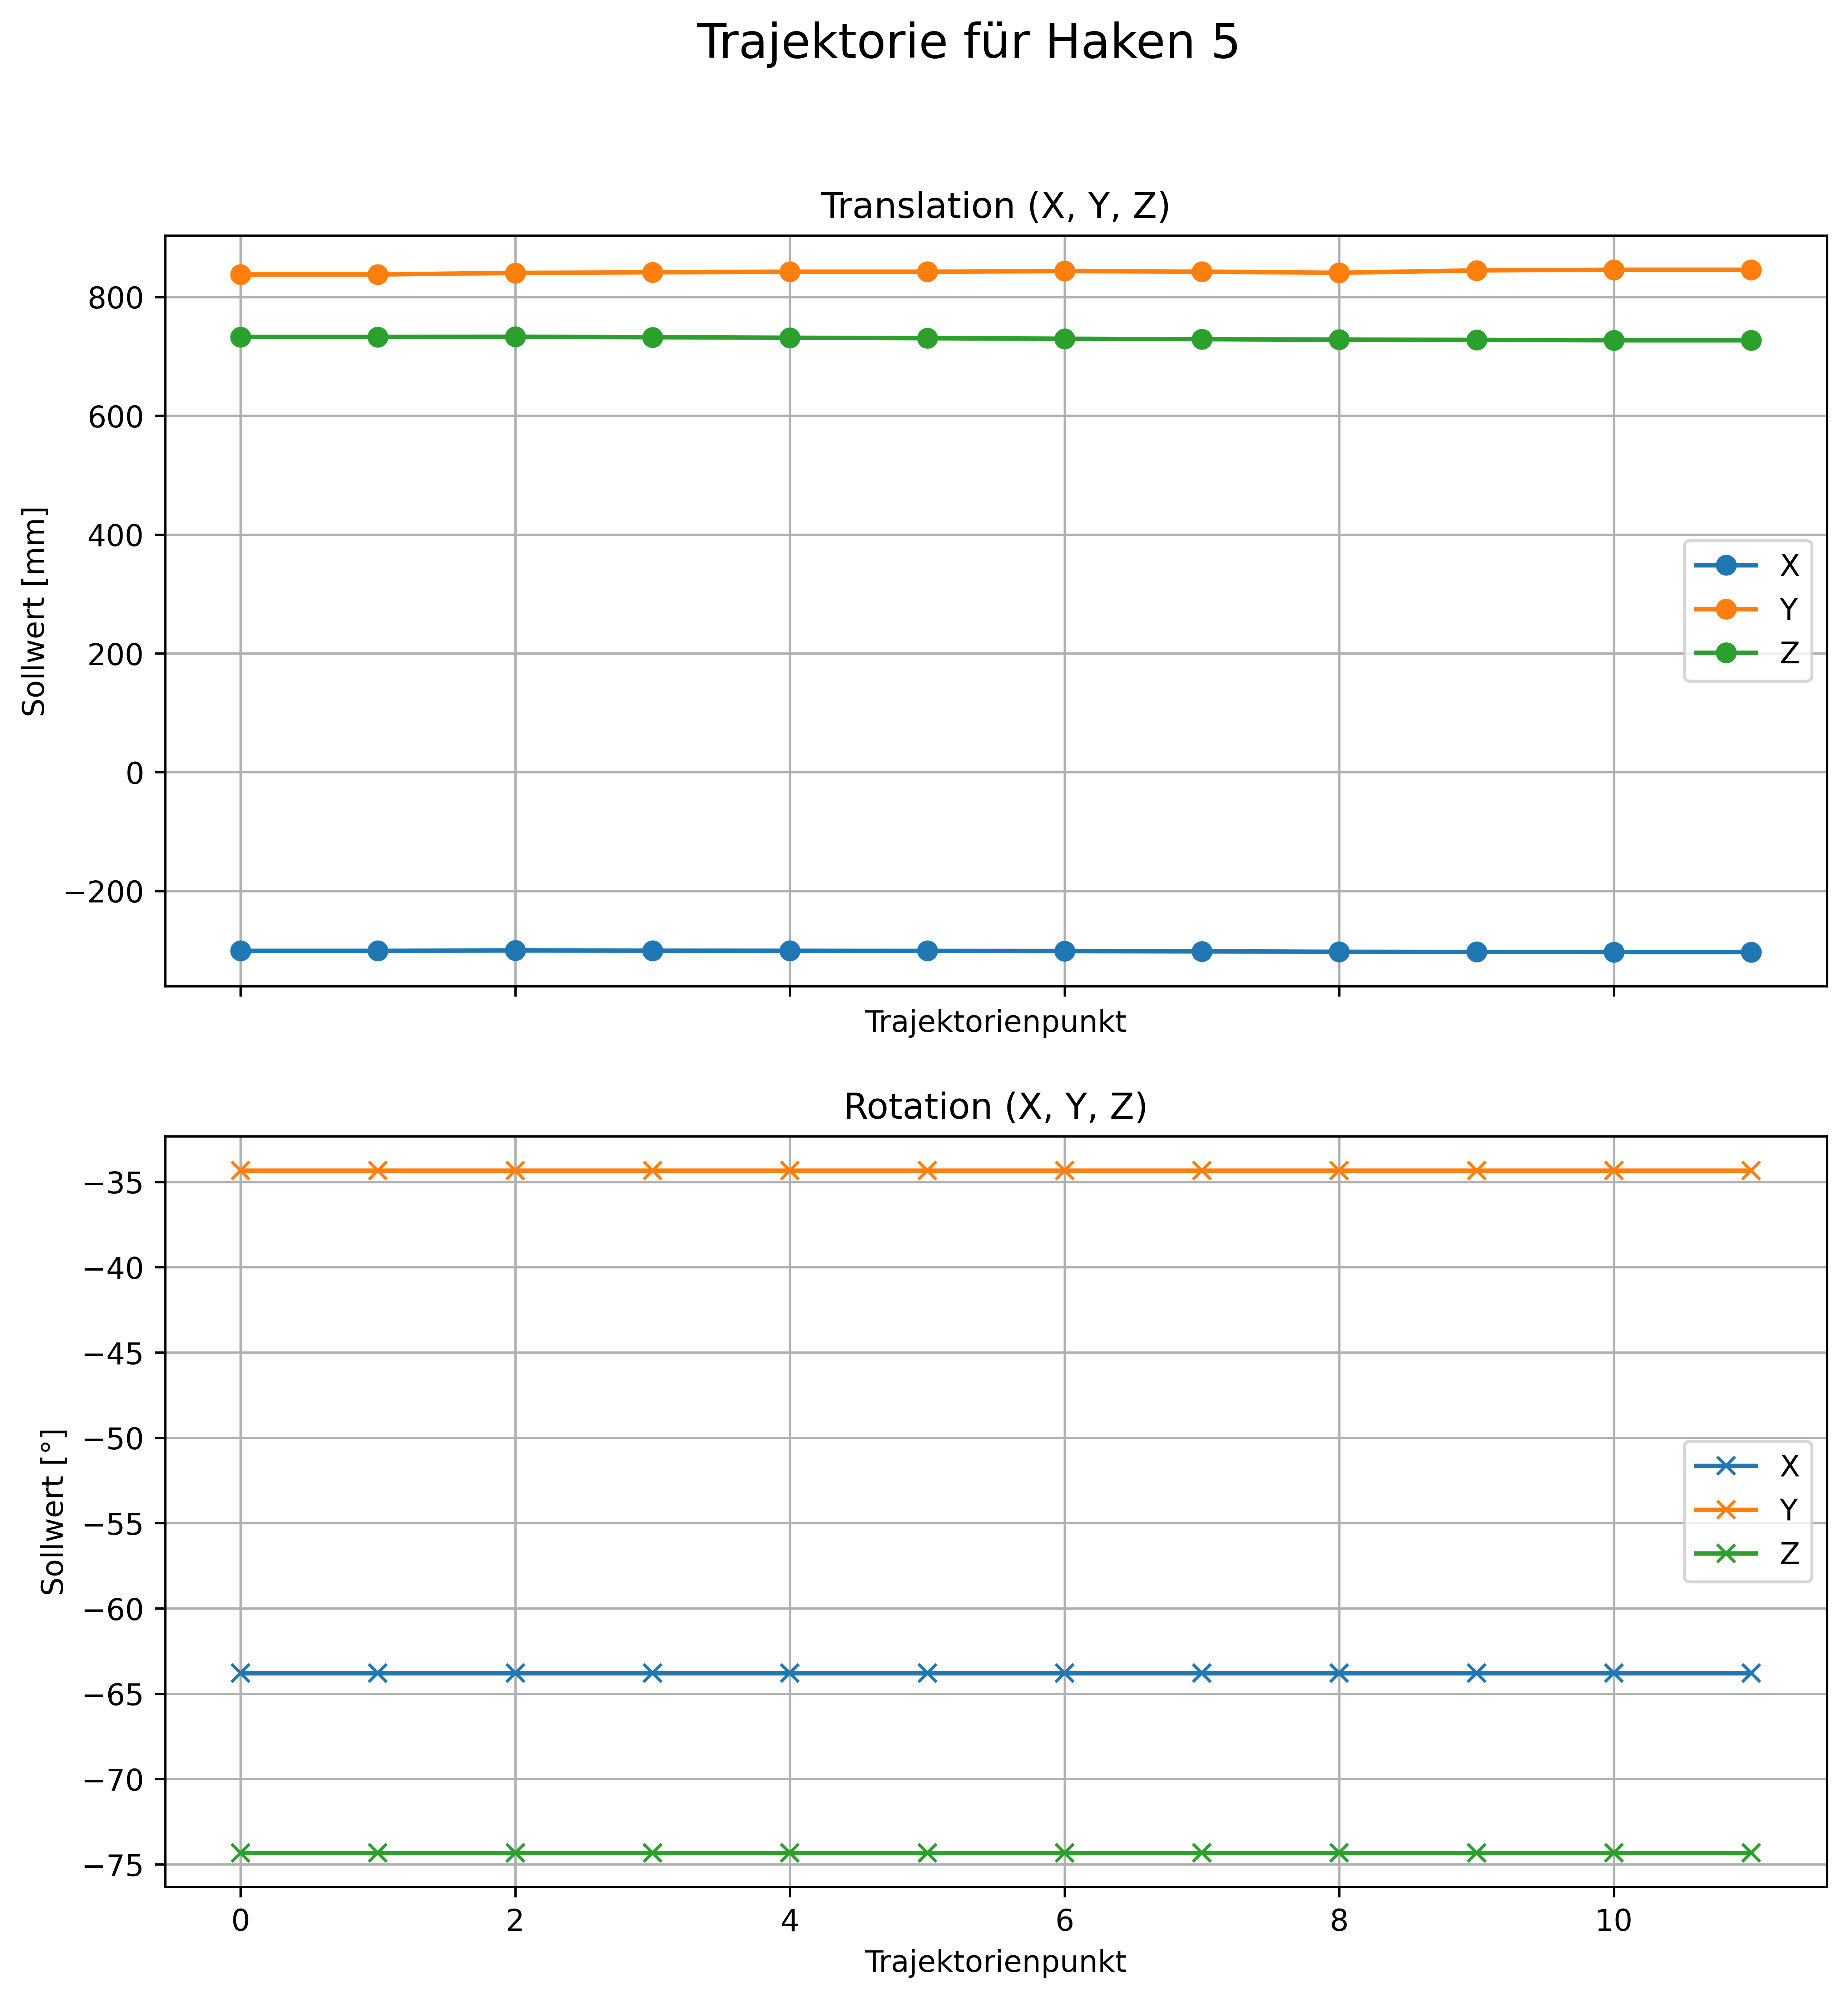 Trajektorie für Haken 5
Translation (X, Y, Z)
800
600
400
200
0
−200
Sollwert [mm]
X
Y
Z
Trajektorienpunkt
Rotation (X, Y, Z)
−35
−40
−45
−50
−55
−60
−65
−70
−75
Sollwert [°]
X
Y
Z
0 2 4 6 8 10
Trajektorienpunkt